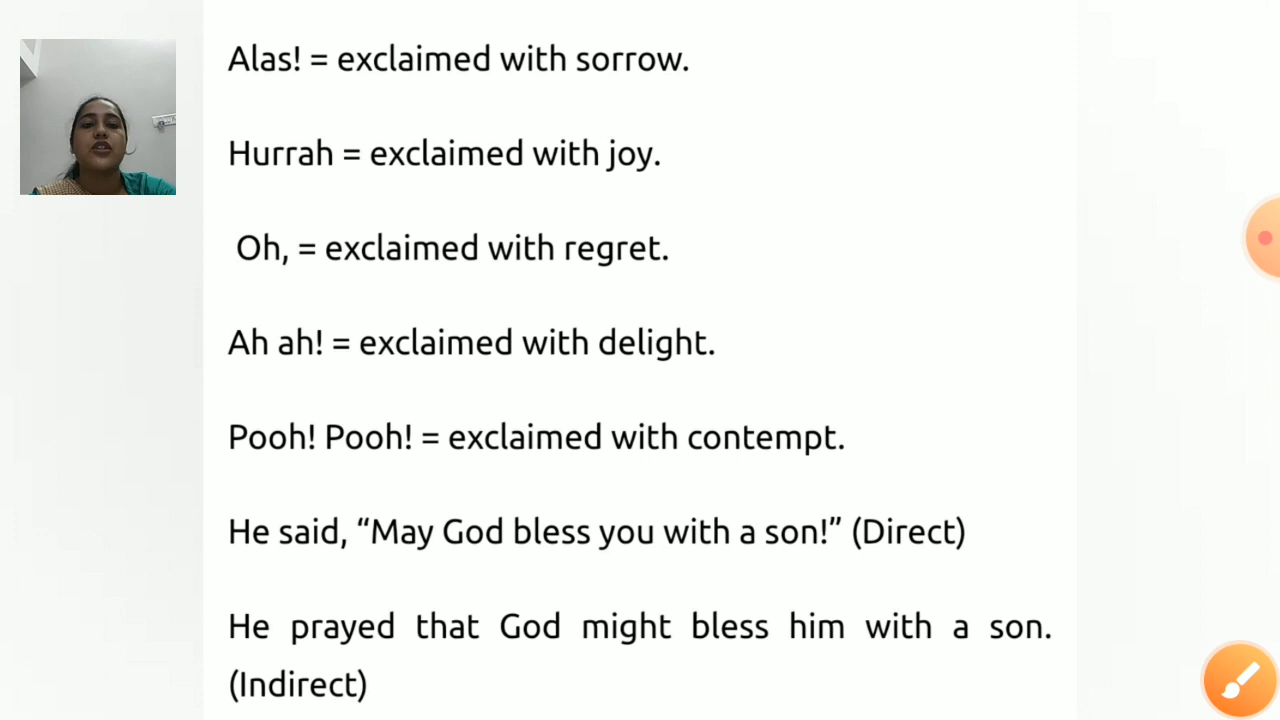 Alas! = exclaimed with sorrow.
Hurrah = exclaimed with joy.
Oh, = exclaimed with regret.
Ah ah! = exclaimed with delight.
Pooh! Pooh! = exclaimed with contempt.
He said, “May God bless you with a son!” (Direct)
He prayed that God might bless him with a son.
(Indirect)